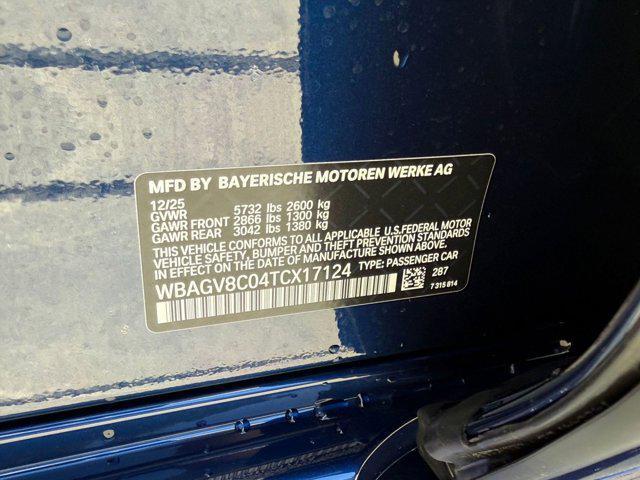 MFD BY BAYERISCHE MOTOREN WERKE AG
12/25
GVWR 5732 lbs 2600 kg
GAWR FRONT 2866 lbs 1300 kg
GAWR REAR 3042 lbs 1380 kg
THIS VEHICLE CONFORMS TO ALL APPLICABLE U.S. FEDERAL MOTOR
VEHICLE SAFETY, BUMPER AND THEFT PREVENTION STANDARDS
IN EFFECT ON THE DATE OF MANUFACTURE SHOWN ABOVE.
WBAGV8C04TCX17124 TYPE: PASSENGER CAR
287
7 315 814